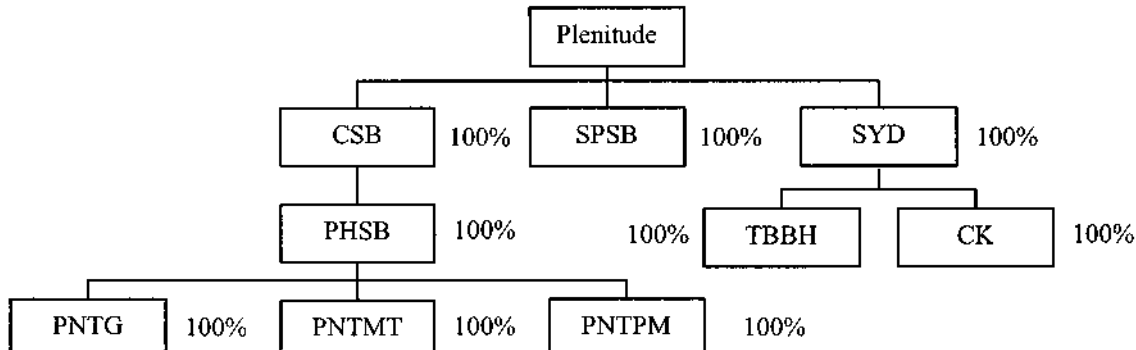 Plenitude
CSB 100% SPSB 100% SYD 100%
PHSB 100% 100% TBBH CK 100%
PNTG 100% PNTMT 100% PNTPM 100%